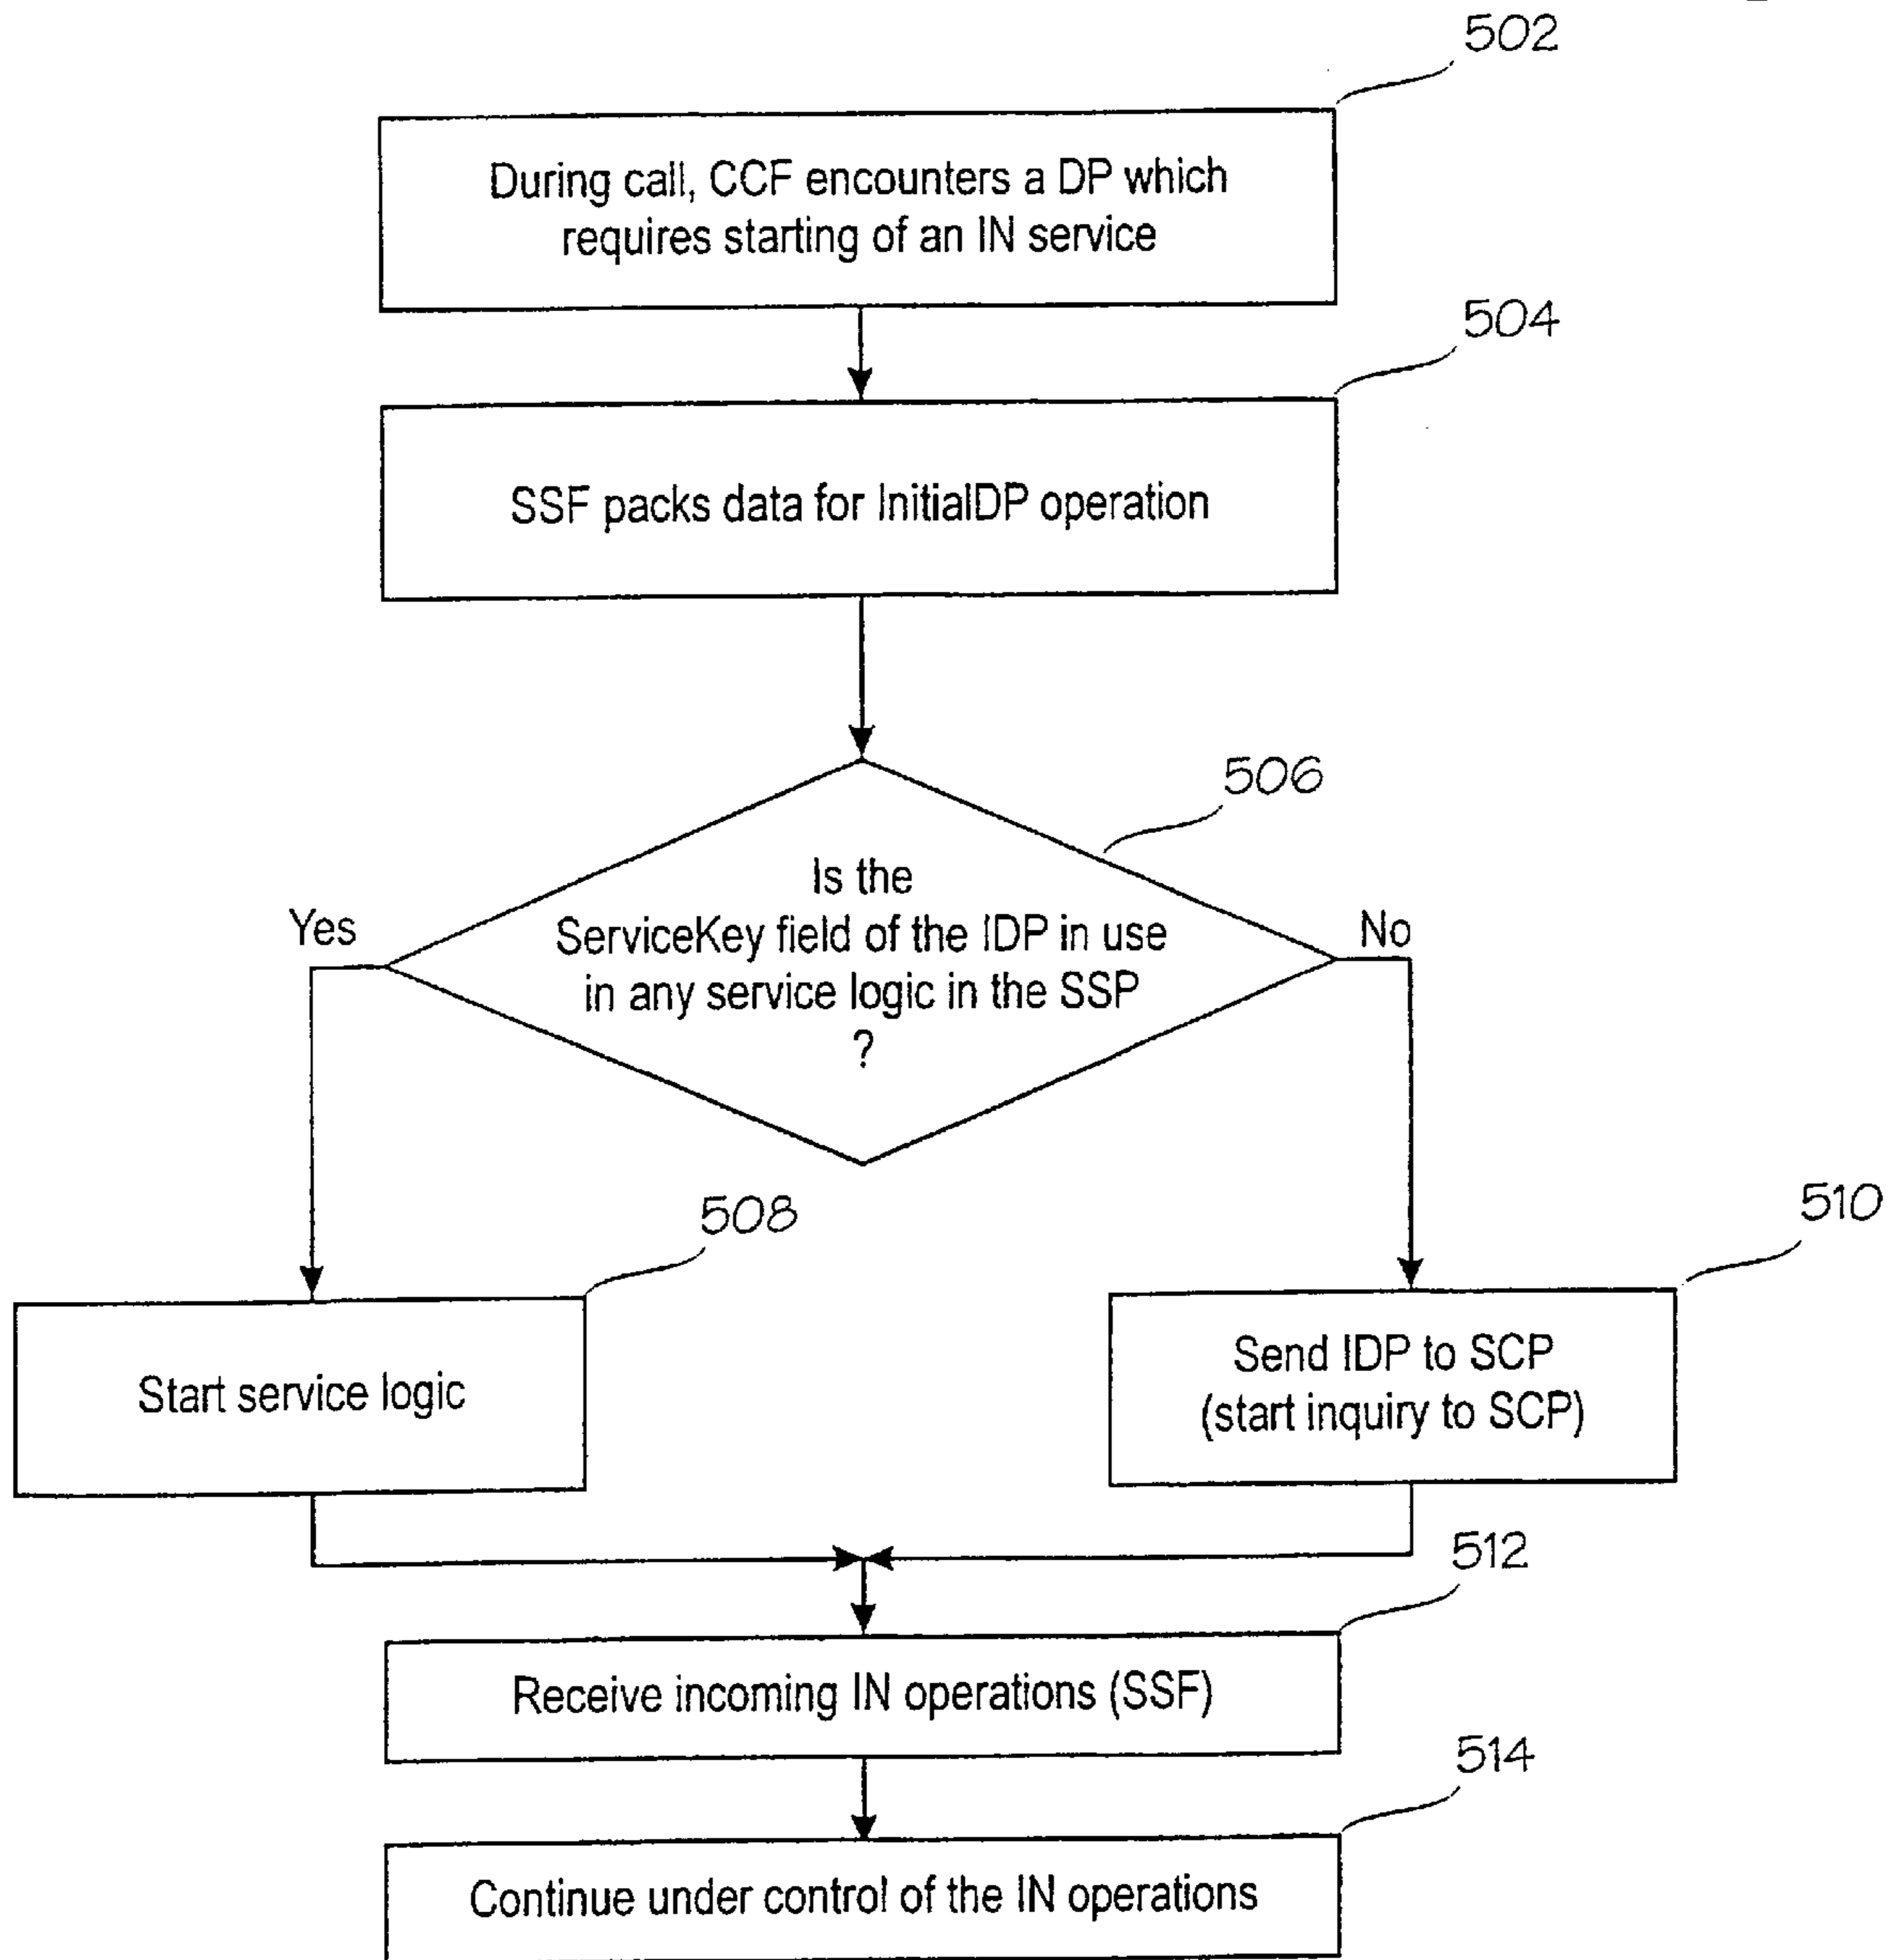 502
During call, CCF encounters a DP which
requires starting of an IN service
504
SSF packs data for InitialDP operation
506
Is the
ServiceKey field of the IDP in use
in any service logic in the SSP
?
Yes
No
508
Start service logic
510
Send IDP to SCP
(start inquiry to SCP)
512
Receive incoming IN operations (SSF)
514
Continue under control of the IN operations